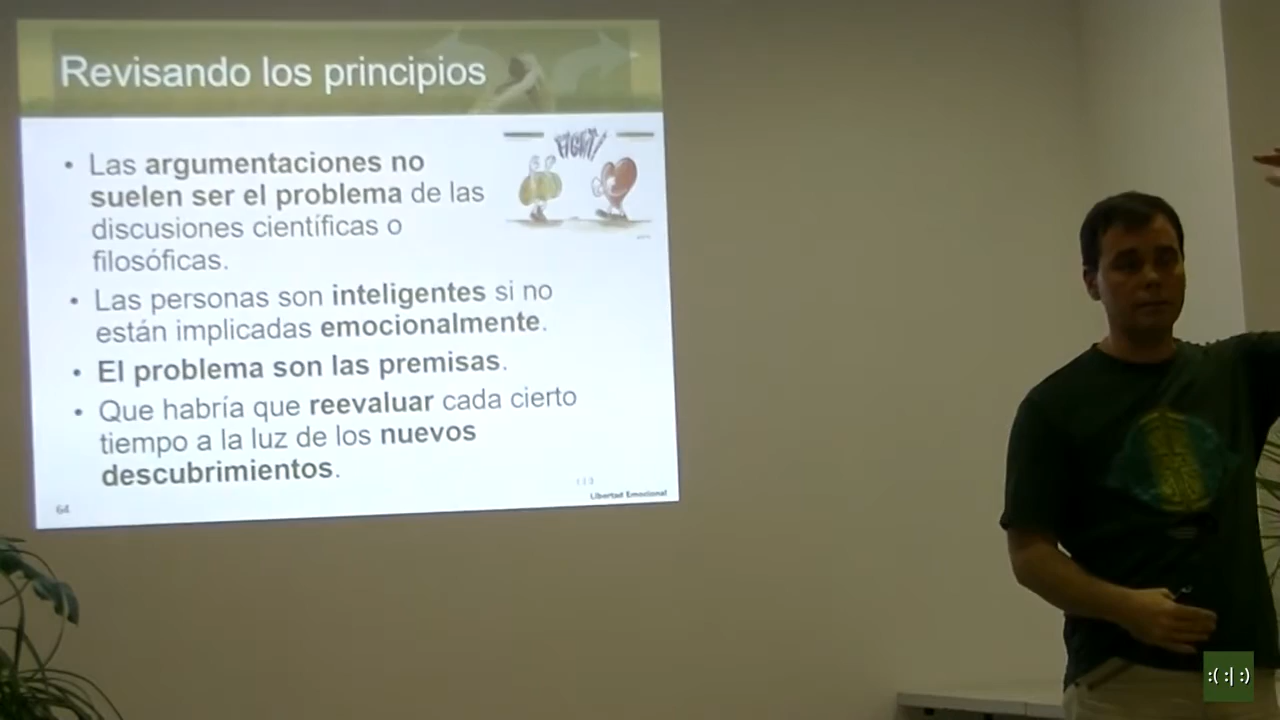 Revisando los principios
FIGHT!
• Las argumentaciones no
suelen ser el problema de las
discusiones científicas o
filosóficas.
• Las personas son inteligentes si no
están implicadas emocionalmente.
• El problema son las premisas.
• Que habría que reevaluar cada cierto
tiempo a la luz de los nuevos
descubrimientos.
64
Libertad Emocional
:( :| :)